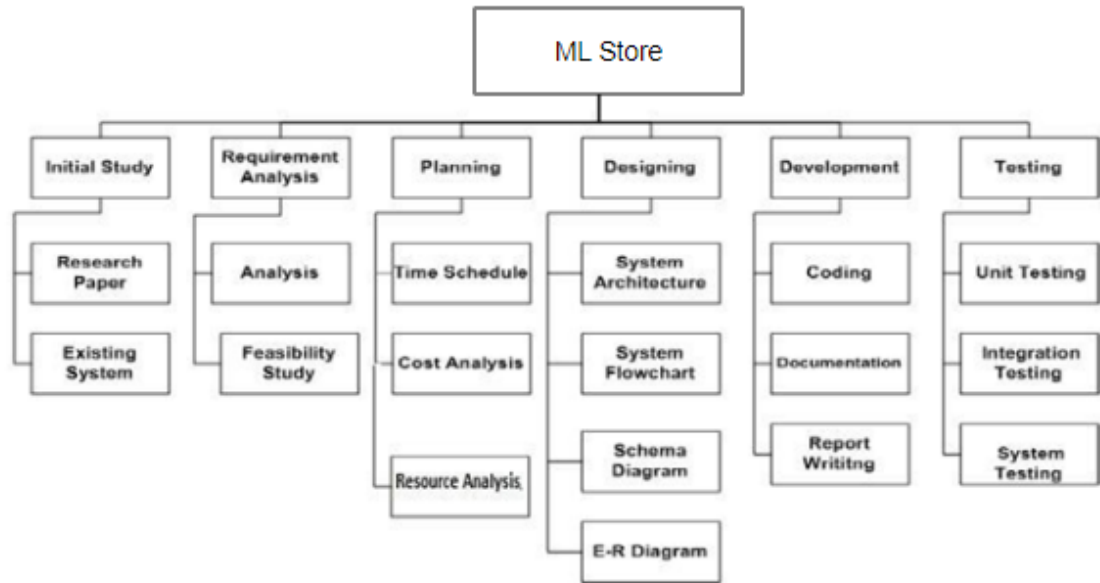 ML Store
Initial Study
Requirement
Analysis
Planning
Designing
Development
Testing
Research
Paper
Analysis
Time Schedule
System
Architecture
Coding
Unit Testing
Existing
System
Feasibility
Study
Cost Analysis
System
Flowchart
Documentation
Integration
Testing
Resource Analysis,
Schema
Diagram
Report
Writitng
System
Testing
E-R Diagram